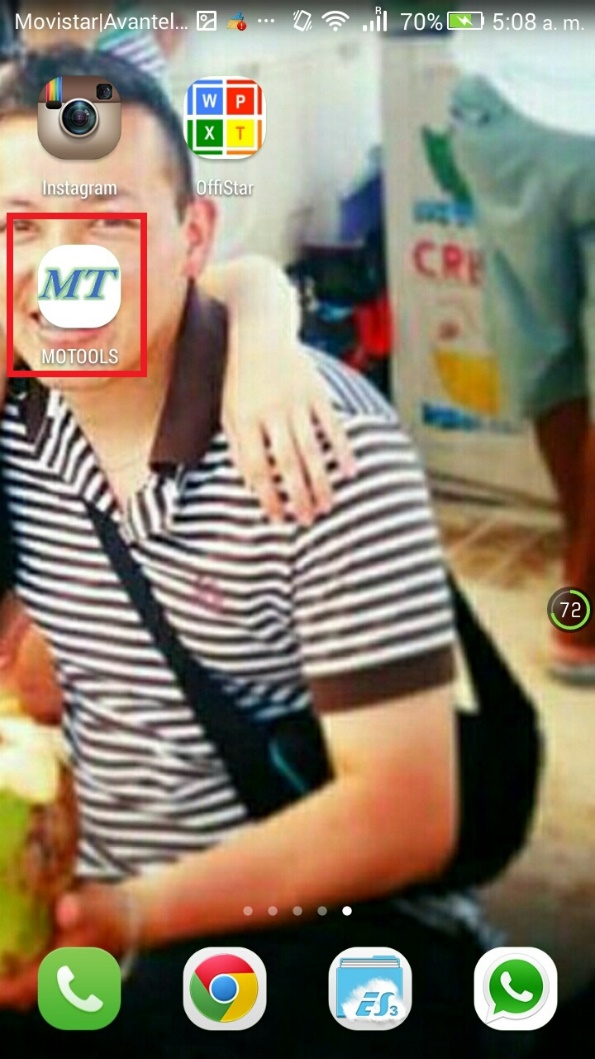 Movistar|Avantel... ... R 70% 5:08 a. m.
W P
X T
Instagram OffiStar
CRE
MT
MOTOOLS
72
ES3